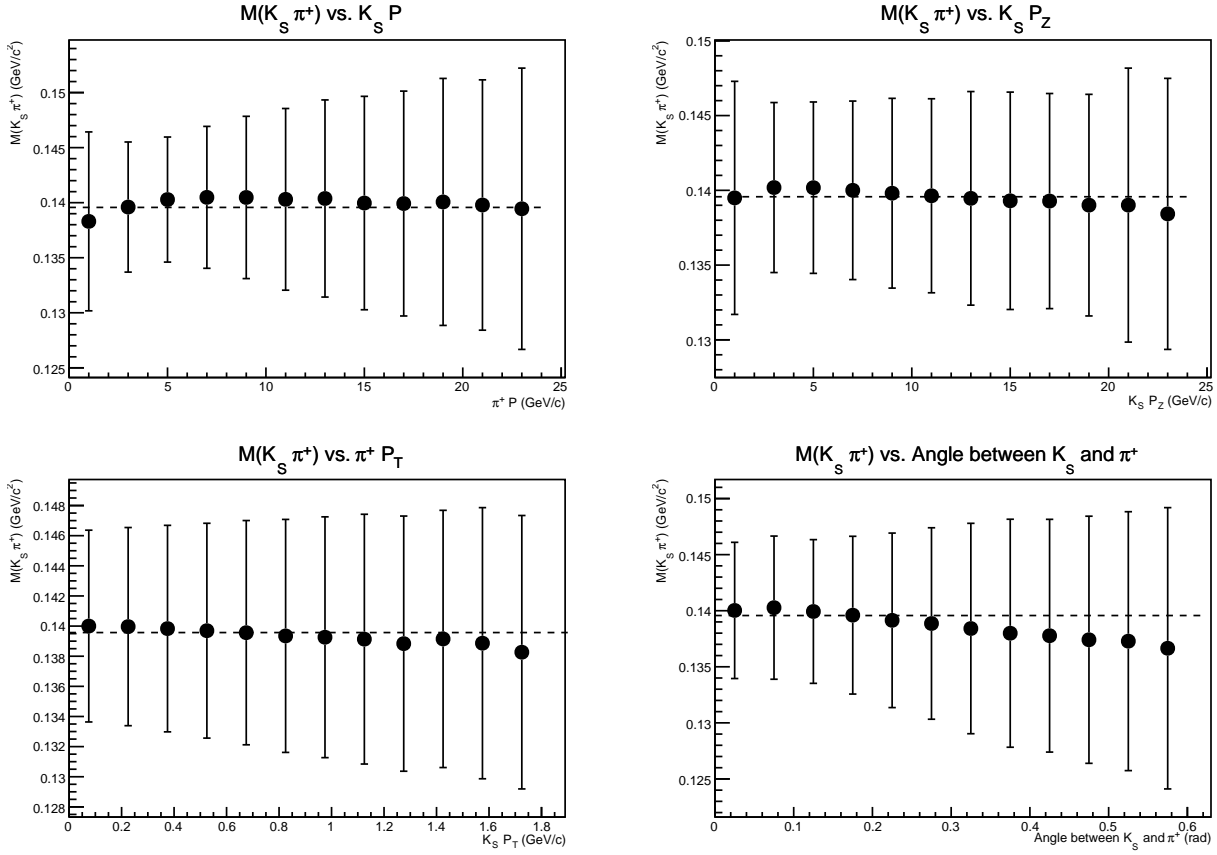 M(K_S π⁺) vs. K_S P
M(K_S π⁺) (GeV/c²)
0.15
0.145
0.14
0.135
0.13
0.125
0 5 10 15 20 25
π⁺ P (GeV/c)
M(K_S π⁺) vs. K_S P_Z
M(K_S π⁺) (GeV/c²)
0.15
0.145
0.14
0.135
0.13
0 5 10 15 20 25
K_S P_Z (GeV/c)
M(K_S π⁺) vs. π⁺ P_T
M(K_S π⁺) (GeV/c²)
0.148
0.146
0.144
0.142
0.14
0.138
0.136
0.134
0.132
0.13
0.128
0 0.2 0.4 0.6 0.8 1 1.2 1.4 1.6 1.8
K_S P_T (GeV/c)
M(K_S π⁺) vs. Angle between K_S and π⁺
M(K_S π⁺) (GeV/c²)
0.15
0.145
0.14
0.135
0.13
0.125
0 0.1 0.2 0.3 0.4 0.5 0.6
Angle between K_S and π⁺ (rad)